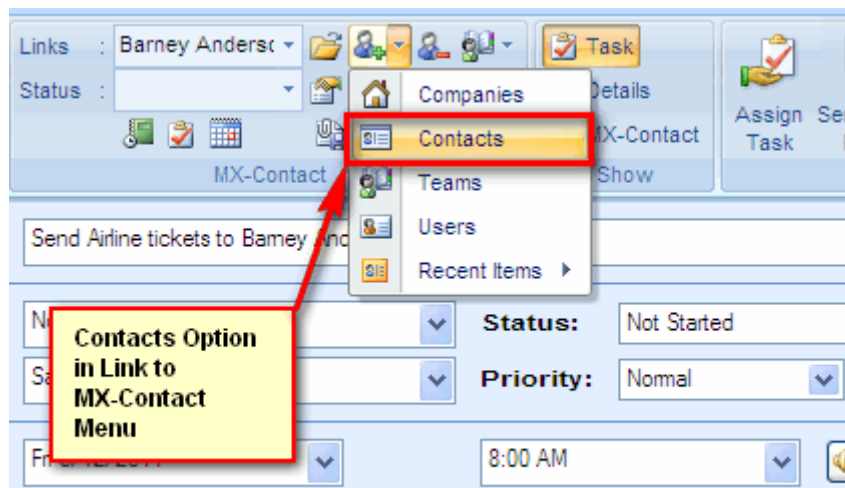 Links : Barney Anderso
Task
Status :
Companies
Details
Contacts
MX-Contact
Assign
Task
MX-Contact
Teams
Show
Users
Recent Items
Send Airline tickets to Barney And
Status: Not Started
Contacts Option
in Link to
MX-Contact
Menu
Priority: Normal
8:00 AM